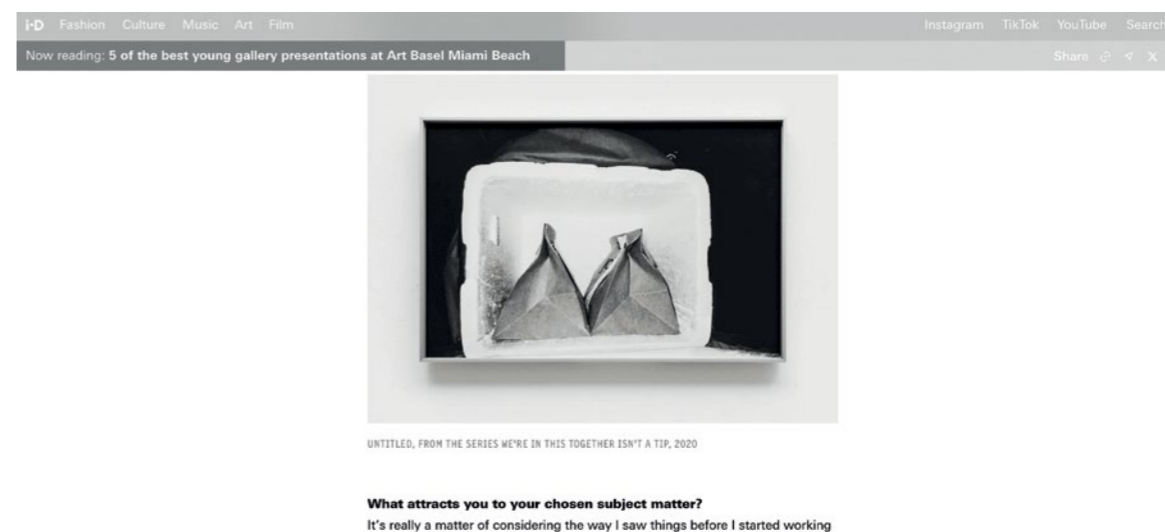 i-D Fashion Culture Music Art Film Instagram TikTok YouTube Search
Now reading: 5 of the best young gallery presentations at Art Basel Miami Beach Share X
UNTITLED, FROM THE SERIES WE'RE IN THIS TOGETHER ISN'T A TIP, 2020
What attracts you to your chosen subject matter?
It's really a matter of considering the way I saw things before I started working